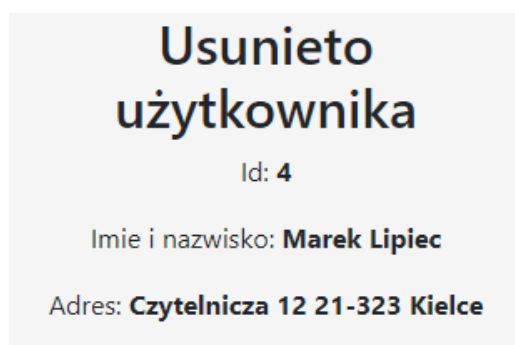 Usunieto
użytkownika
Id: 4
Imie i nazwisko: Marek Lipiec
Adres: Czytelnicza 12 21-323 Kielce